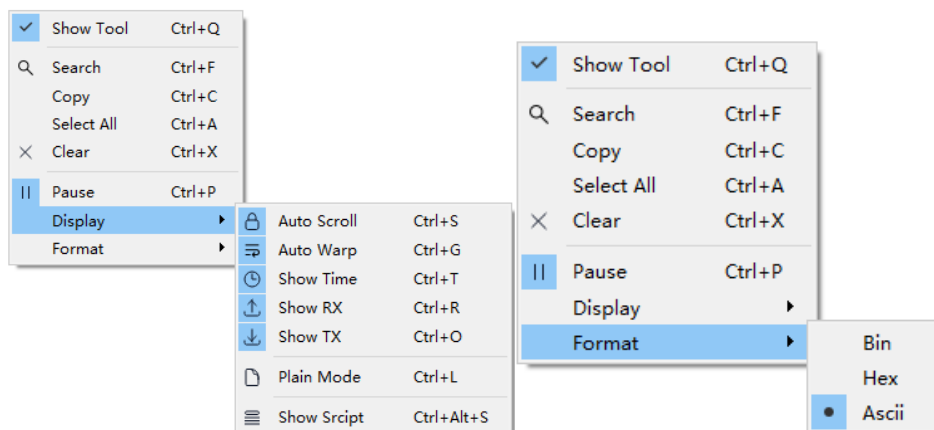 Show Tool Ctrl+Q
Search Ctrl+F
Copy Ctrl+C
Select All Ctrl+A
Clear Ctrl+X
Pause Ctrl+P
Display
Format
Auto Scroll Ctrl+S
Auto Warp Ctrl+G
Show Time Ctrl+T
Show RX Ctrl+R
Show TX Ctrl+O
Plain Mode Ctrl+L
Show Srcipt Ctrl+Alt+S
Show Tool Ctrl+Q
Search Ctrl+F
Copy Ctrl+C
Select All Ctrl+A
Clear Ctrl+X
Pause Ctrl+P
Display
Format
Bin
Hex
Ascii